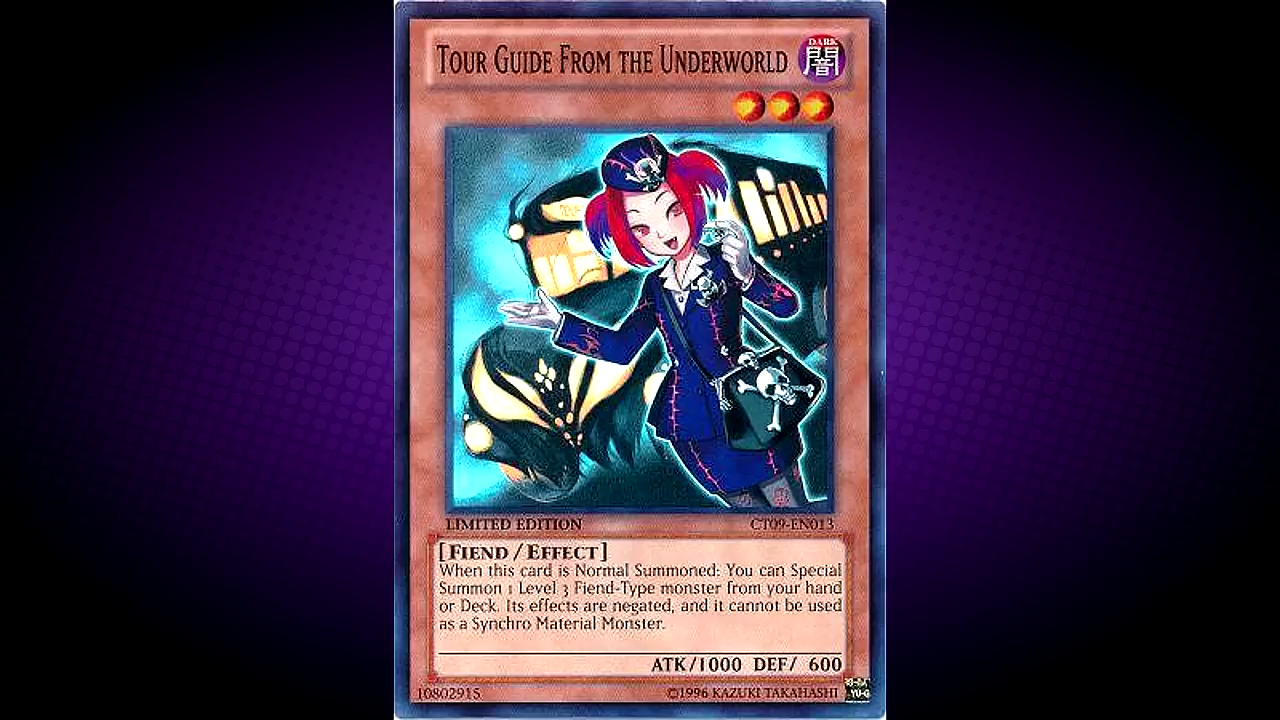 TOUR GUIDE FROM THE UNDERWORLD
DARK
闇
LIMITED EDITION
CT09-EN013
[FIEND/EFFECT]
When this card is Normal Summoned: You can Special
Summon 1 Level 3 Fiend-Type monster from your hand
or Deck. Its effects are negated, and it cannot be used
as a Synchro Material Monster.
ATK/1000 DEF/ 600
10802915
©1996 KAZUKI TAKAHASHI